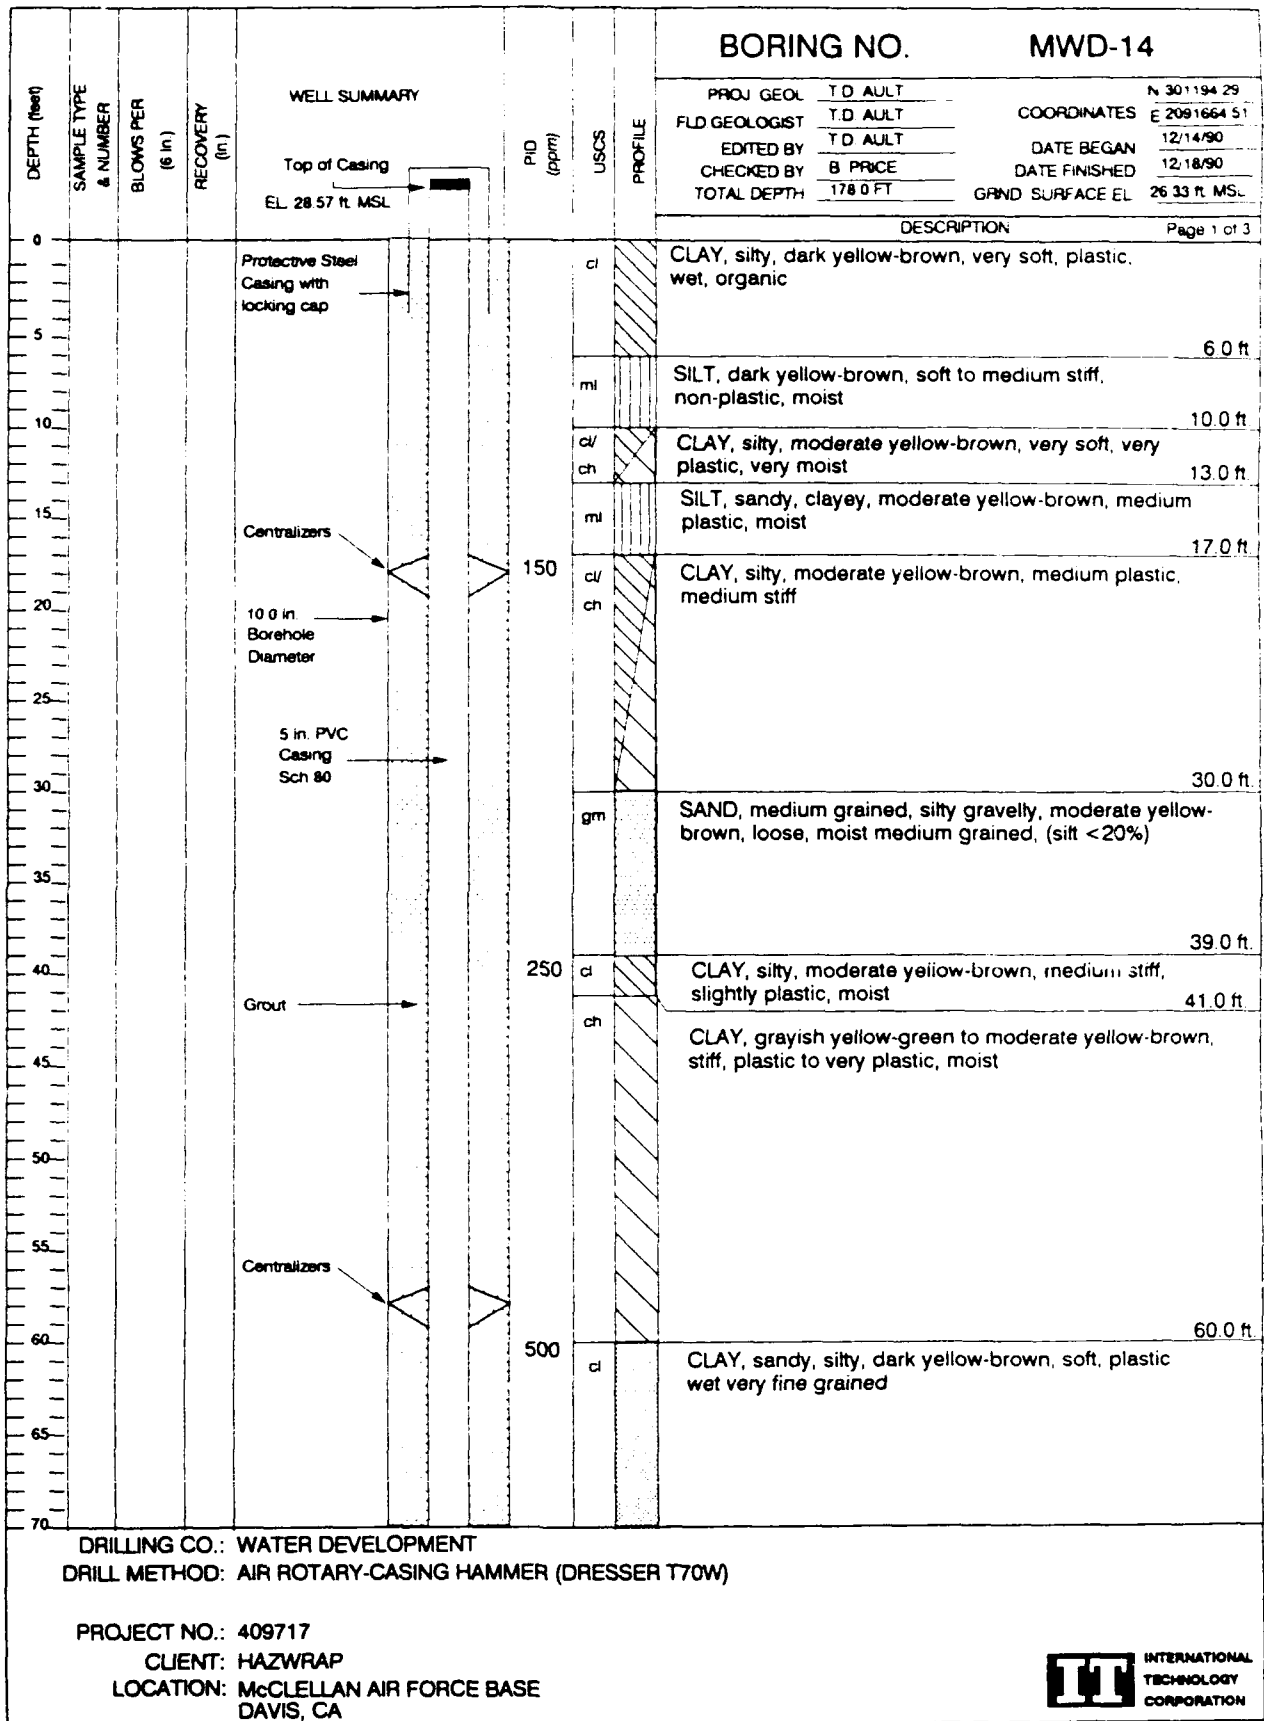 BORING NO. MWD-14
PROJ GEOL T D AULT
FLD GEOLOGIST T.D. AULT
EDITED BY T D AULT
CHECKED BY B PRICE
TOTAL DEPTH 178 0 FT
COORDINATES N 301194 29
E 2091664 51
DATE BEGAN 12/14/90
DATE FINISHED 12/18/90
GRND SURFACE EL 26 33 ft MSL
DEPTH (feet)
SAMPLE TYPE
& NUMBER
BLOWS PER
(6 in.)
RECOVERY
(in.)
WELL SUMMARY
PID
(ppm)
USCS
PROFILE
DESCRIPTION Page 1 of 3
Top of Casing
EL. 28 57 ft. MSL
0
Protective Steel
Casing with
locking cap
cl
CLAY, silty, dark yellow-brown, very soft, plastic,
wet, organic
5
6.0 ft
ml
SILT, dark yellow-brown, soft to medium stiff,
non-plastic, moist
10
10.0 ft
cl/
ch
CLAY, silty, moderate yellow-brown, very soft, very
plastic, very moist
13.0 ft.
ml
SILT, sandy, clayey, moderate yellow-brown, medium
plastic, moist
15
17.0 ft.
Centralizers
150
cl/
ch
CLAY, silty, moderate yellow-brown, medium plastic,
medium stiff
20
10 0 in.
Borehole
Diameter
25
5 in. PVC
Casing
Sch 80
30
30.0 ft.
gm
SAND, medium grained, silty gravelly, moderate yellow-
brown, loose, moist medium grained, (silt <20%)
35
39.0 ft.
40
250
cl
CLAY, silty, moderate yellow-brown, medium stiff,
slightly plastic, moist
41.0 ft.
Grout
ch
CLAY, grayish yellow-green to moderate yellow-brown,
stiff, plastic to very plastic, moist
45
50
55
Centralizers
60
60.0 ft.
500
cl
CLAY, sandy, silty, dark yellow-brown, soft, plastic
wet very fine grained
65
70
DRILLING CO.: WATER DEVELOPMENT
DRILL METHOD: AIR ROTARY-CASING HAMMER (DRESSER T70W)
PROJECT NO.: 409717
CLIENT: HAZWRAP
LOCATION: McCLELLAN AIR FORCE BASE
DAVIS, CA
IT INTERNATIONAL
TECHNOLOGY
CORPORATION